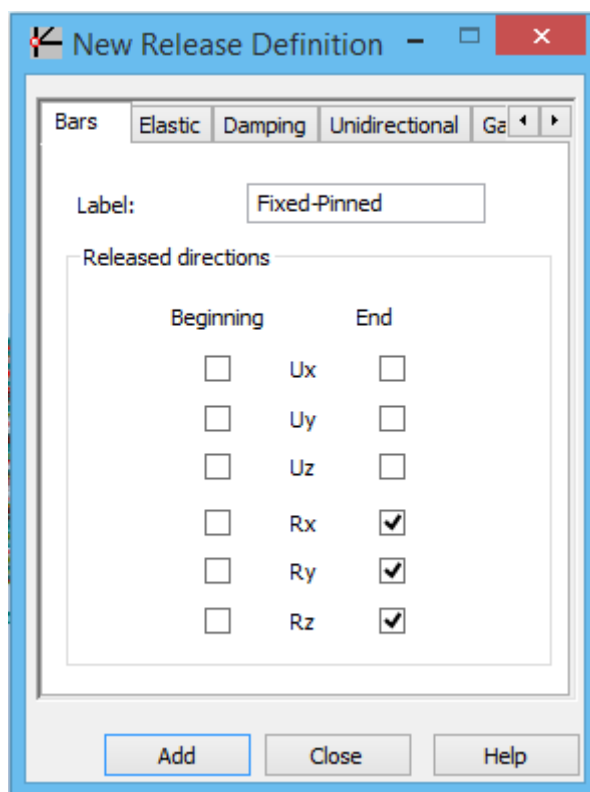 New Release Definition
Bars Elastic Damping Unidirectional Ga
Label: Fixed-Pinned
Released directions
Beginning End
Ux
Uy
Uz
Rx
Ry
Rz
Add Close Help